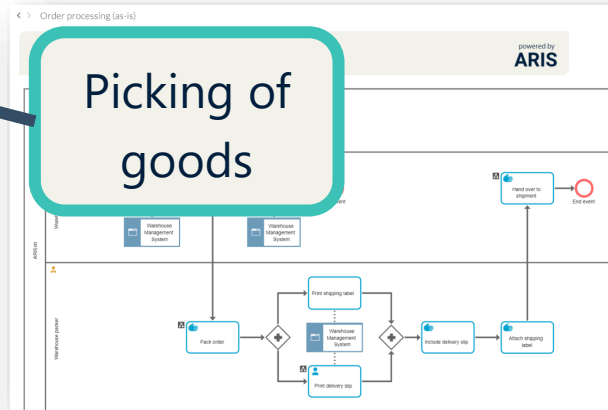 Order processing (as-is)
powered by
ARIS
Picking of
goods
Hand over to
shipment
End event
ent
Warehouse
Management
System
Warehouse
Management
System
ARIS en
Print shipping label
Warehouse packer
Pack order
Warehouse
Management
System
Include delivery slip
Attach shipping
label
Print delivery slip